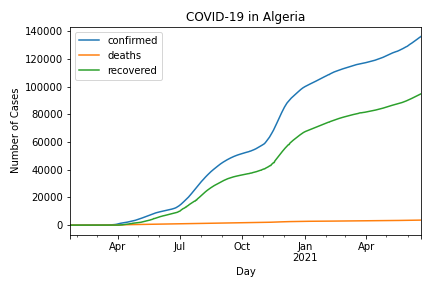 COVID-19 in Algeria
confirmed
deaths
recovered
Number of Cases
140000
120000
100000
80000
60000
40000
20000
0
Apr Jul Oct Jan Apr
2021
Day